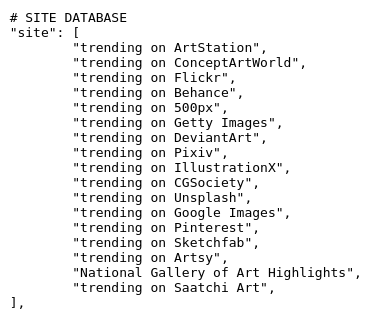 # SITE DATABASE
"site": [
        "trending on ArtStation",
        "trending on ConceptArtWorld",
        "trending on Flickr",
        "trending on Behance",
        "trending on 500px",
        "trending on Getty Images",
        "trending on DeviantArt",
        "trending on Pixiv",
        "trending on IllustrationX",
        "trending on CGSociety",
        "trending on Unsplash",
        "trending on Google Images",
        "trending on Pinterest",
        "trending on Sketchfab",
        "trending on Artsy",
        "National Gallery of Art Highlights",
        "trending on Saatchi Art",
],